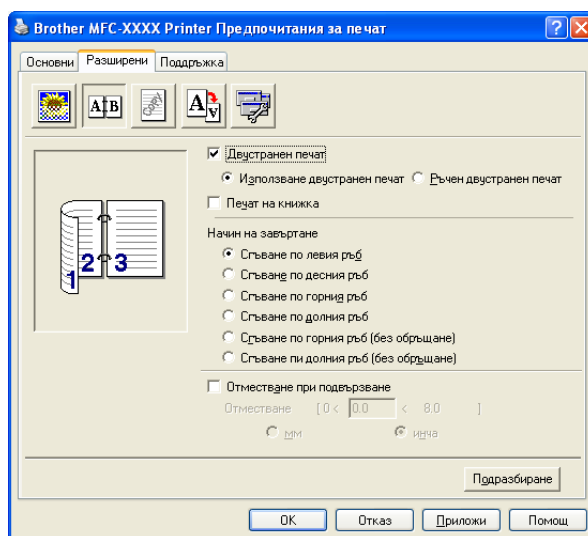 Brother MFC-XXXX Printer Предпочитания за печат
Основни Разширени Поддръжка
Двустранен печат
Използване двустранен печат Ръчен двустранен печат
Печат на книжка
Начин на завъртане
Сгъване по левия ръб
Сгъване по десния ръб
Сгъване по горния ръб
Сгъване по долния ръб
Сгъване по горния ръб (без обръщане)
Сгъване пи долния ръб (без обръщане)
1 2 3
Отместване при подвързване
Отместване [ 0 < 0.0 < 8.0 ]
мм инча
Подразбиране
OK Отказ Приложи Помощ